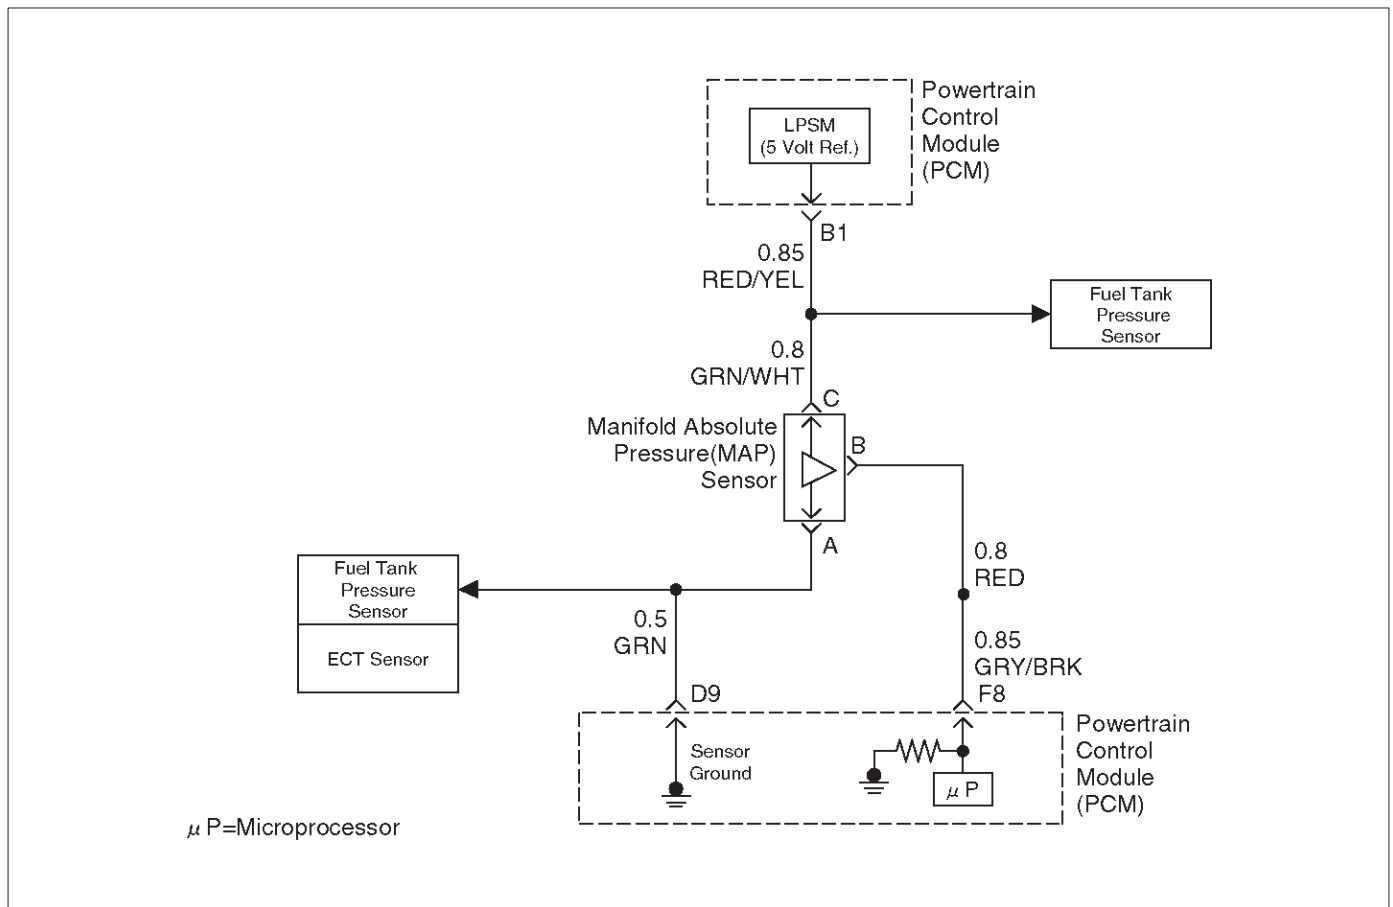 Powertrain
Control
Module
(PCM)
LPSM
(5 Volt Ref.)
B1
0.85
RED/YEL
Fuel Tank
Pressure
Sensor
0.8
GRN/WHT
C
Manifold Absolute
Pressure(MAP)
Sensor
B
A
0.8
RED
Fuel Tank
Pressure
Sensor
ECT Sensor
0.5
GRN
0.85
GRY/BRK
D9
F8
Sensor
Ground
μ P
Powertrain
Control
Module
(PCM)
μ P=Microprocessor